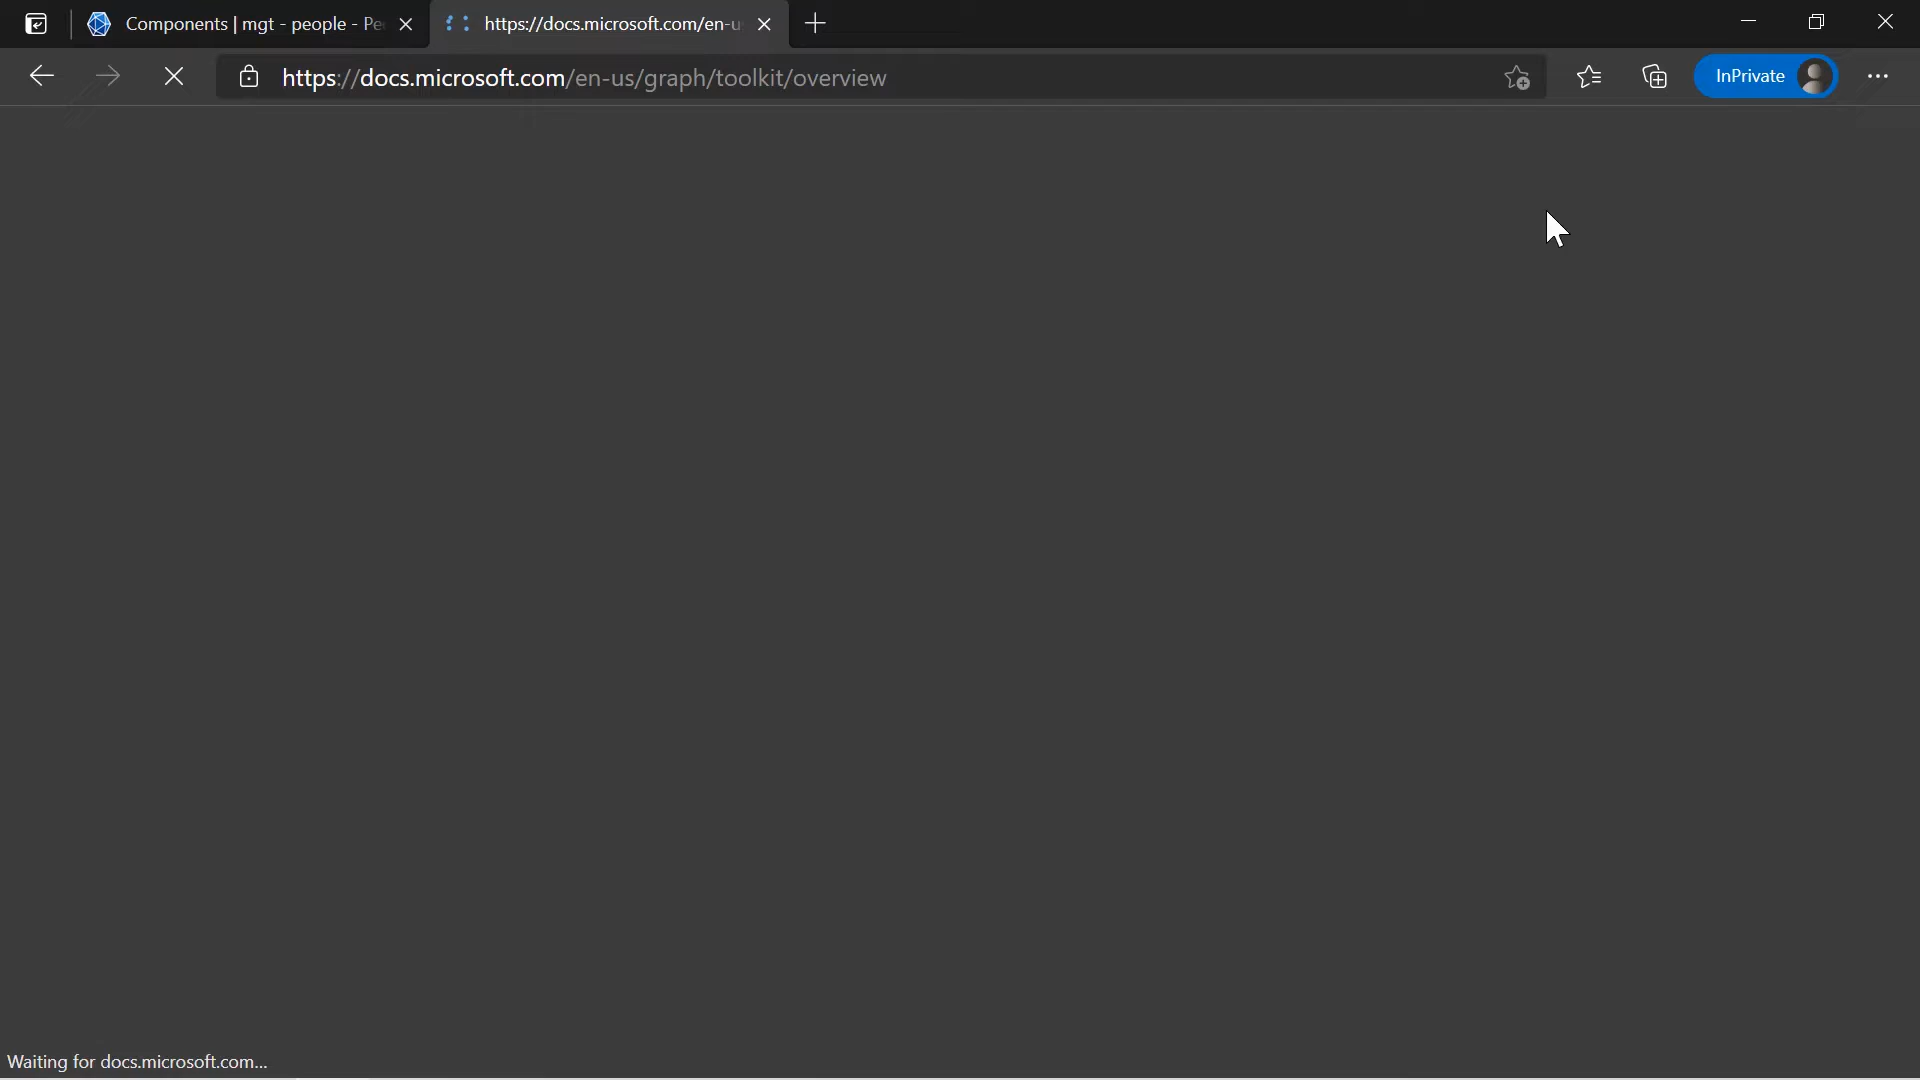 Components | mgt - people - Pe
https://docs.microsoft.com/en-u
https://docs.microsoft.com/en-us/graph/toolkit/overview
InPrivate
Waiting for docs.microsoft.com...